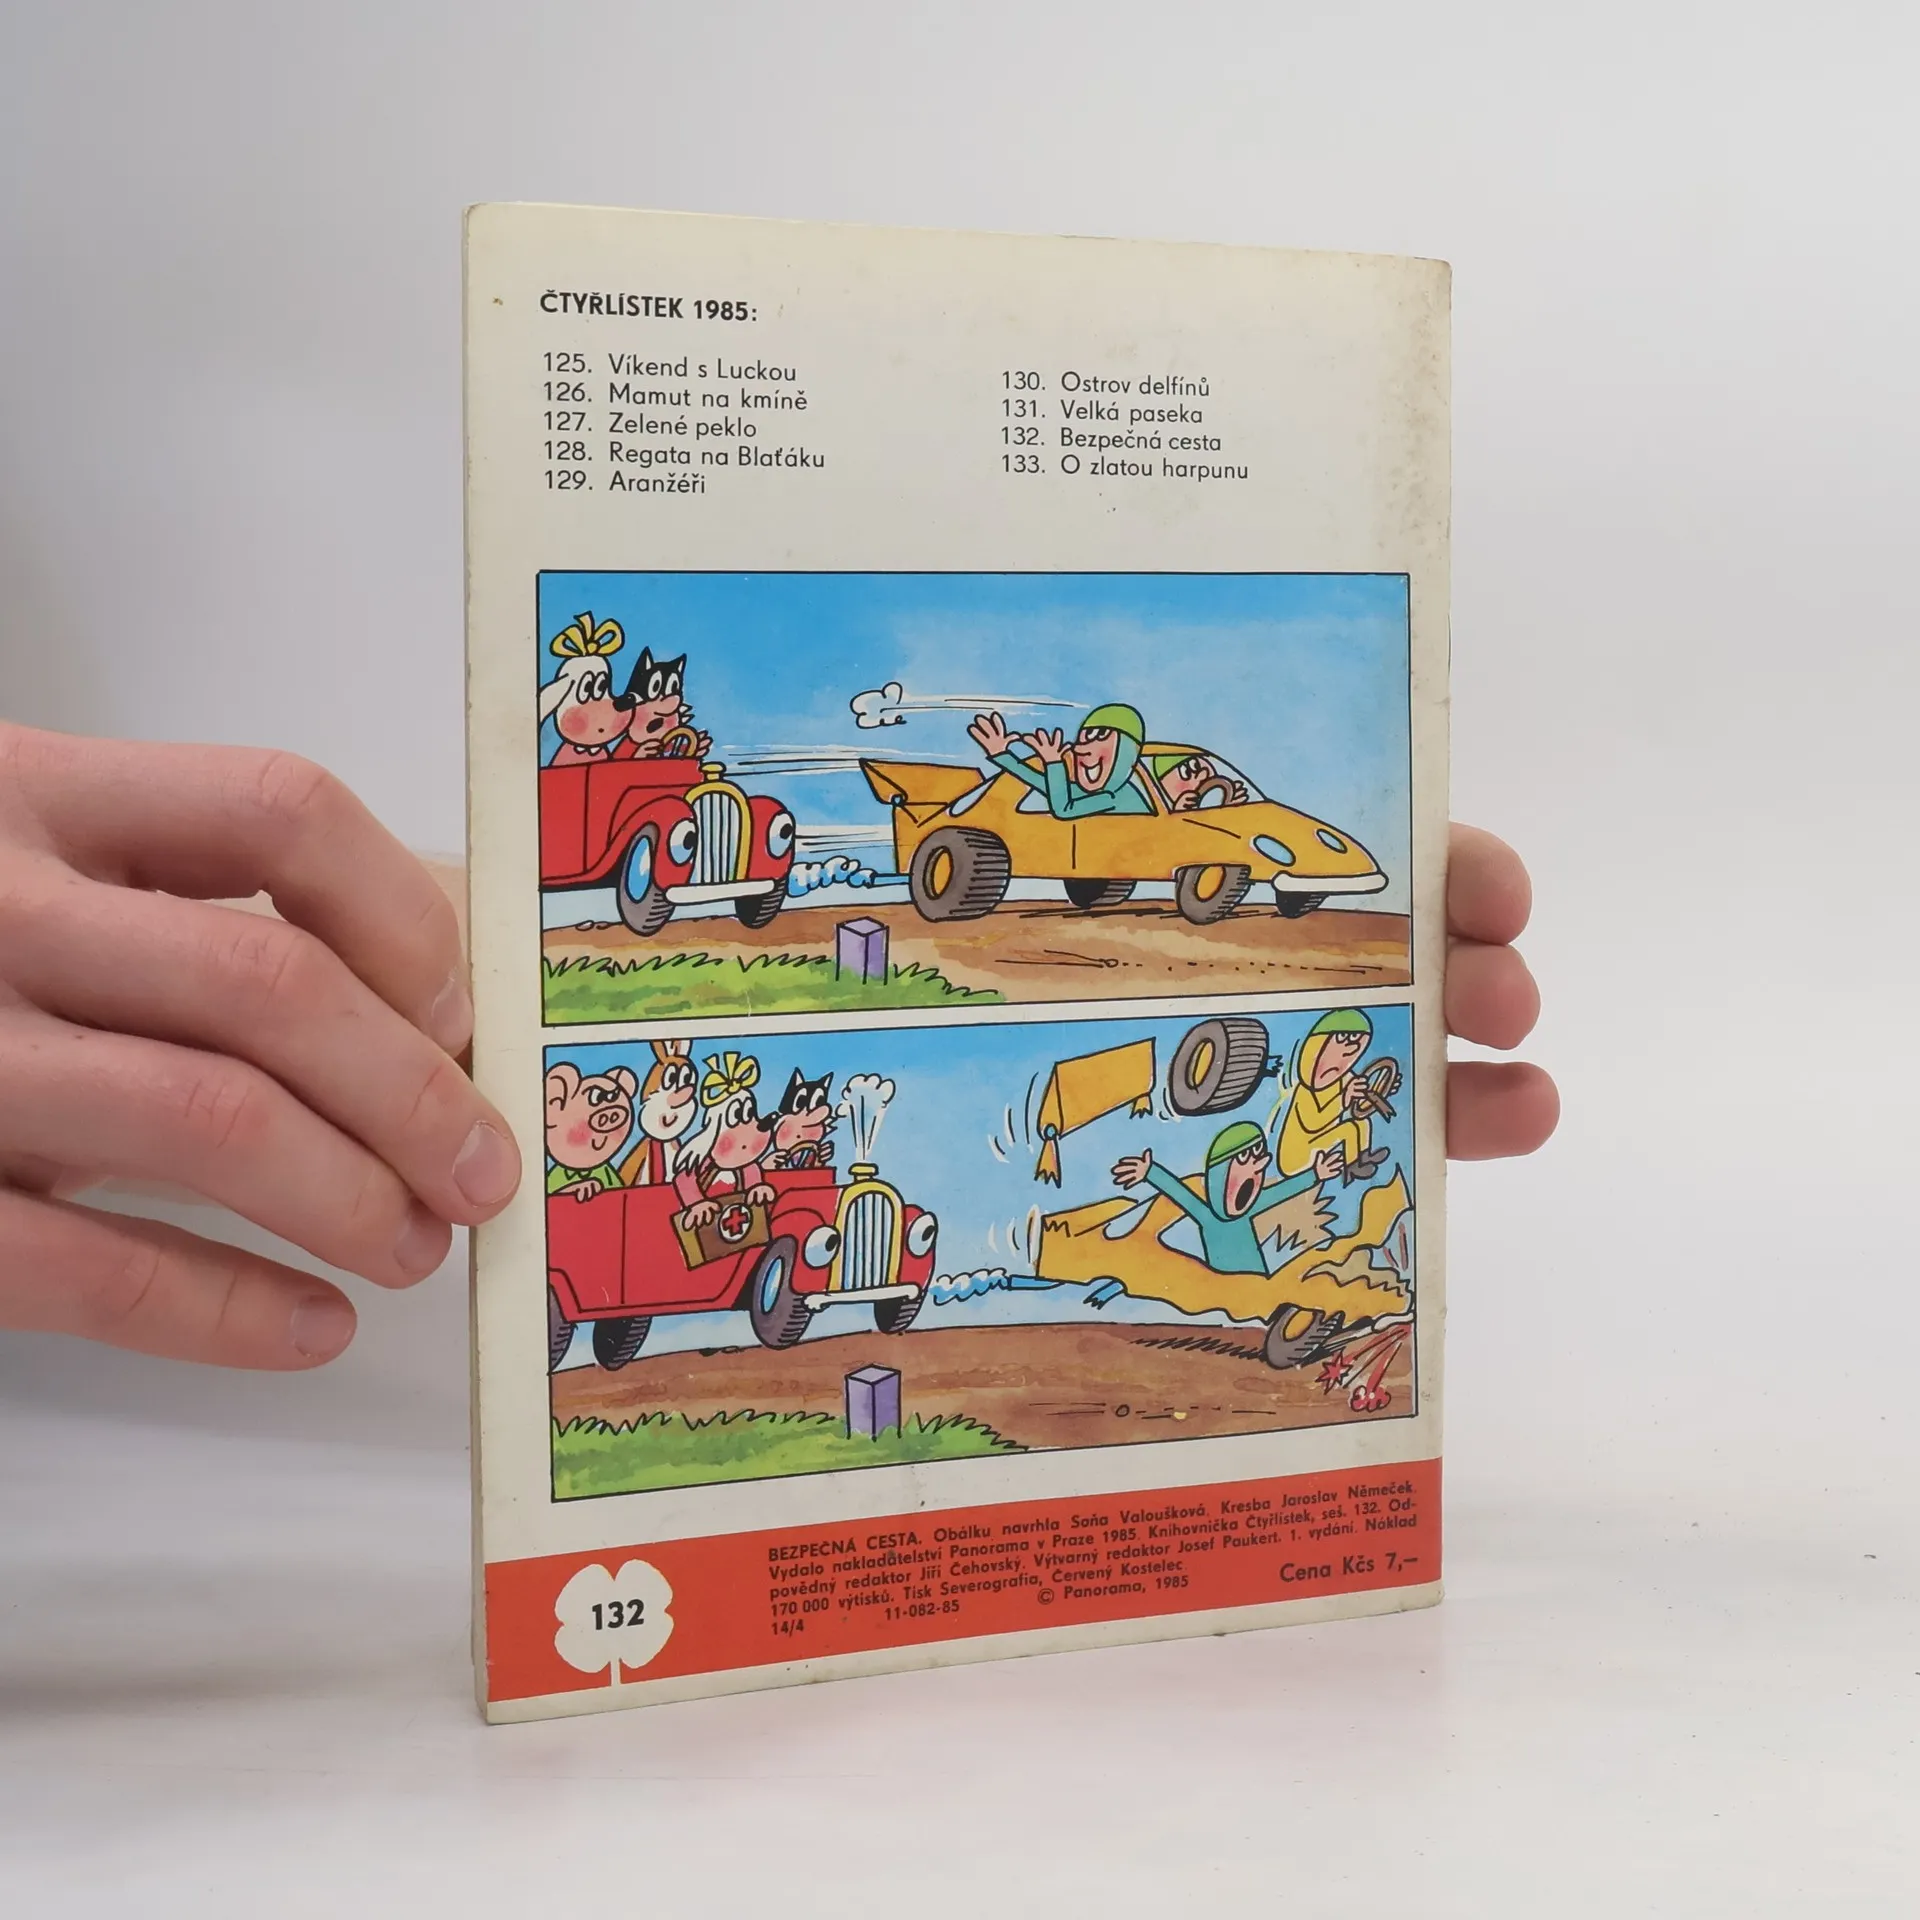 ČTYŘLÍSTEK 1985:
125. Víkend s Luckou
126. Mamut na kmíně
127. Zelené peklo
128. Regata na Blaťáku
129. Aranžéři
130. Ostrov delfínů
131. Velká paseka
132. Bezpečná cesta
133. O zlatou harpunu
BEZPEČNÁ CESTA. Obálku navrhla Soňa Valoušková. Kresba Jaroslav Němeček.
Vydalo nakladatelství Panorama v Praze 1985. Knihovnička Čtyřlístek, seš. 132. Od-
povědný redaktor Jiří Čehovský. Výtvarný redaktor Josef Paukert. 1. vydání. Náklad
170 000 výtisků. Tisk Severografia, Červený Kostelec
14/4 11-082-85 © Panorama, 1985
Cena Kčs 7,–
132